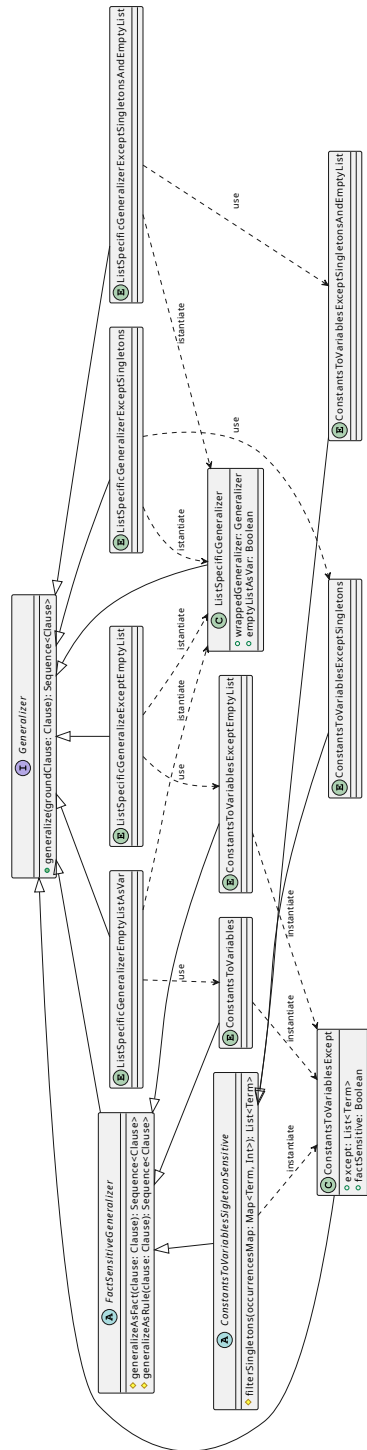 I Generalizer
generalize(groundClause: Clause): Sequence<Clause>
A FactSensitiveGeneralizer
generalizeAsFact(clause: Clause): Sequence<Clause>
generalizeAsRule(clause: Clause): Sequence<Clause>
E ListSpecificGeneralizerEmptyListAsVar
E ListSpecificGeneralizeExceptEmptyList
E ListSpecificGeneralizerExceptSingletons
E ListSpecificGeneralizerExceptSingletonsAndEmptyList
use
use
istantiate
istantiate
istantiate
istantiate
use
use
A ConstantsToVariablesSigletonSensitive
filterSingletons(occurrencesMap: Map<Term, Int>): List<Term>
E ConstantsToVariables
E ConstantsToVariablesExceptEmptyList
C ListSpecificGeneralizer
wrappedGeneralizer: Generalizer
emptyListAsVar: Boolean
instantiate
instantiate
instantiate
C ConstantsToVariablesExcept
except: List<Term>
factSensitive: Boolean
E ConstantsToVariablesExceptSingletons
E ConstantsToVariablesExceptSingletonsAndEmptyList